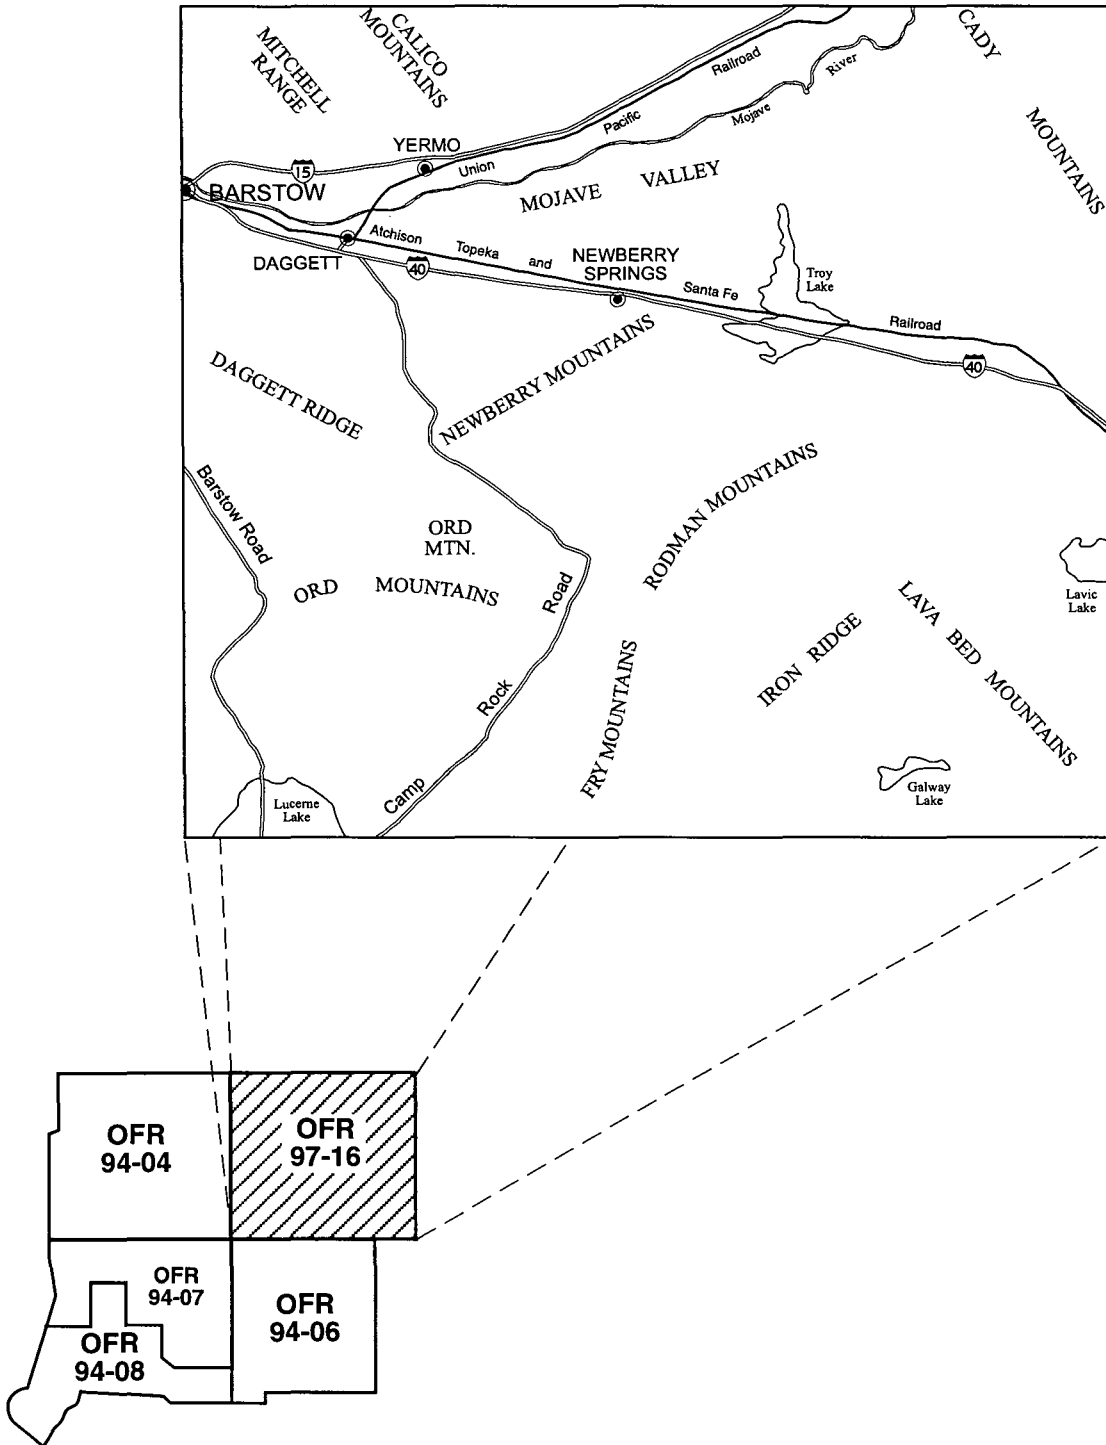 CALICO
MOUNTAINS
MITCHELL
RANGE
CADY
MOUNTAINS
Railroad
River
Pacific
Mojave
YERMO
Union
15
BARSTOW
MOJAVE VALLEY
Atchison
Topeka and
NEWBERRY
SPRINGS
DAGGETT
40
Santa Fe
Troy
Lake
Railroad
40
DAGGETT RIDGE
NEWBERRY MOUNTAINS
Barstow Road
RODMAN MOUNTAINS
ORD
MTN.
ORD MOUNTAINS
Road
Lavic
Lake
LAVA BED MOUNTAINS
IRON RIDGE
Rock
FRY MOUNTAINS
Camp
Lucerne
Lake
Galway
Lake
OFR
94-04
OFR
97-16
OFR
94-07
OFR
94-06
OFR
94-08